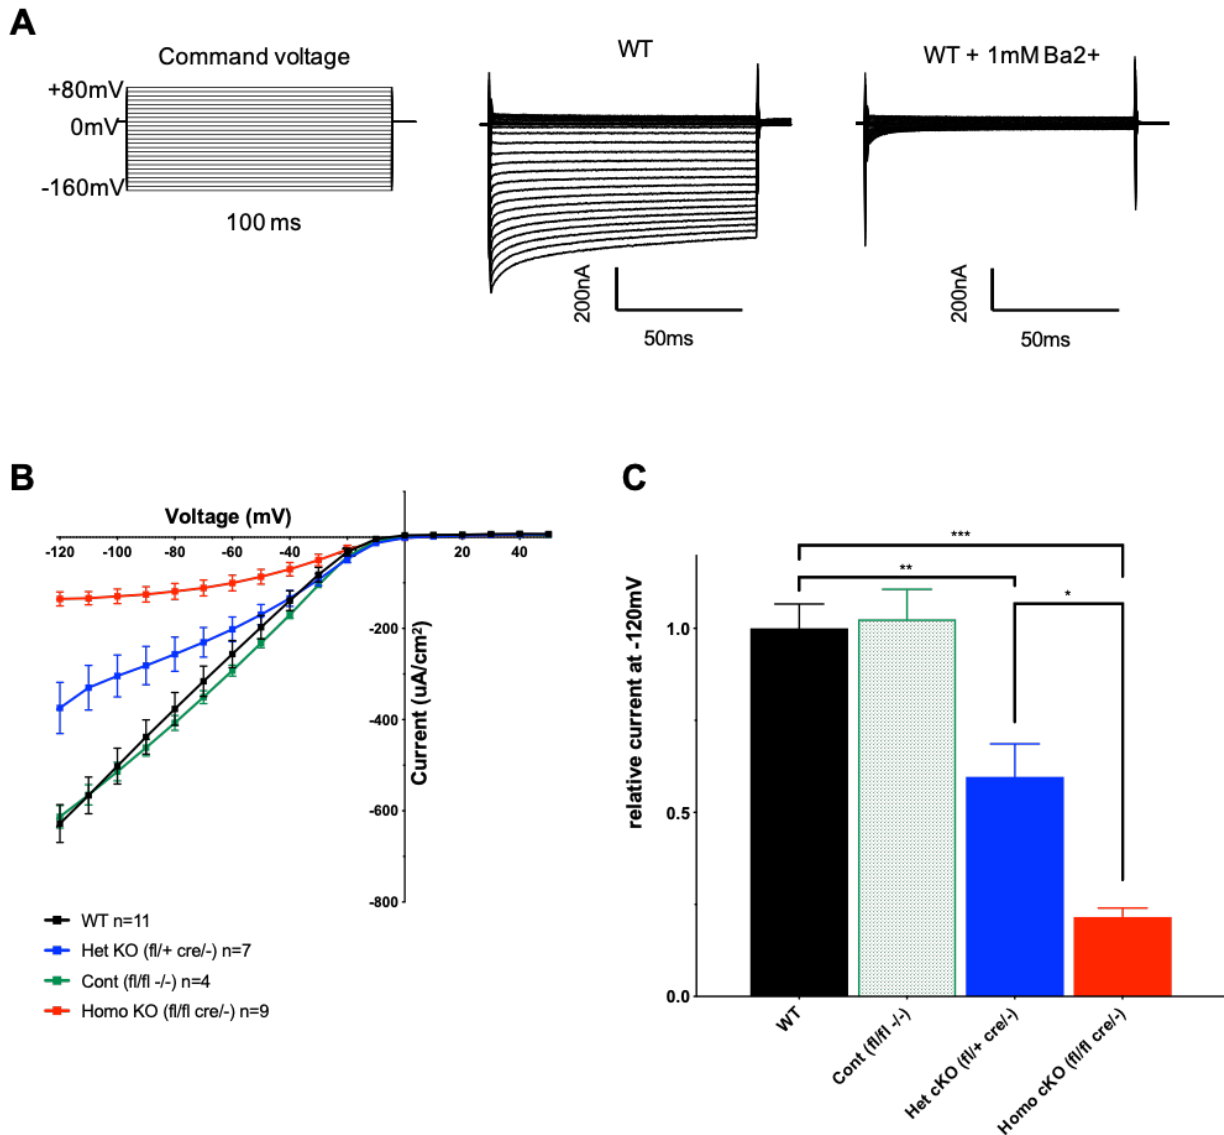 A
Command voltage
WT
WT + 1mM Ba2+
+80mV
0mV
-160mV
100 ms
200nA
50ms
200nA
50ms
B
Voltage (mV)
-120 -100 -80 -60 -40 20 40
-200
-400
-600
-800
Current (uA/cm²)
WT n=11
Het KO (fl/+ cre/-) n=7
Cont (fl/fl -/-) n=4
Homo KO (fl/fl cre/-) n=9
C
***
**
*
relative current at -120mV
1.0
0.5
0.0
WT
Cont (fl/fl -/-)
Het cKO (fl/+ cre/-)
Homo cKO (fl/fl cre/-)